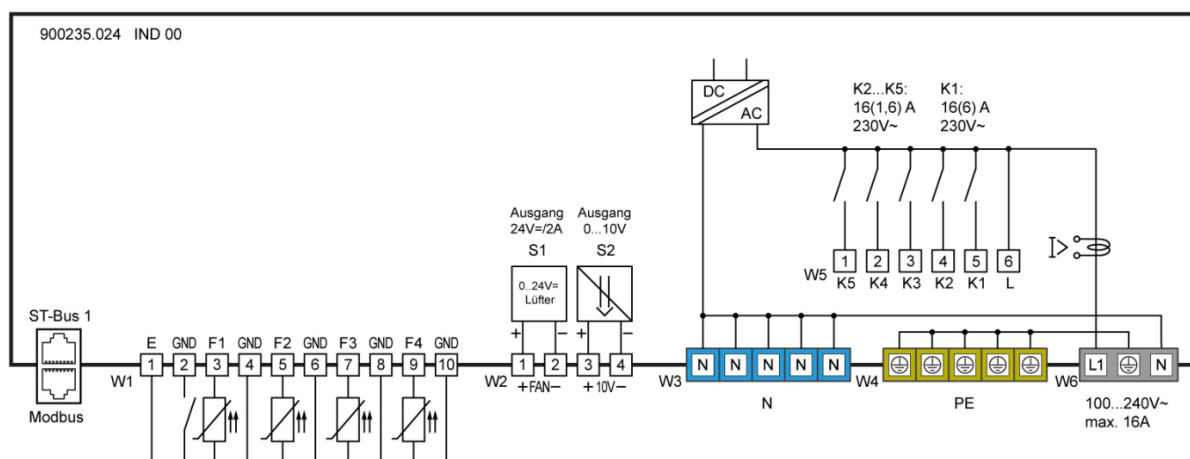 900235.024 IND 00
DC
AC
K2...K5:
16(1,6) A
230V~
K1:
16(6) A
230V~
Ausgang
24V=/2A
S1
Ausgang
0...10V
S2
0..24V=
Lüfter
+ −
+ −
I>
W5
1 2 3 4 5 6
K5 K4 K3 K2 K1 L
ST-Bus 1
Modbus
E GND F1 GND F2 GND F3 GND F4 GND
W1 1 2 3 4 5 6 7 8 9 10
W2 1 2 3 4
+FAN− +10V−
W3 N N N N N
N
W4
PE
W6 L1 N
100...240V~
max. 16A